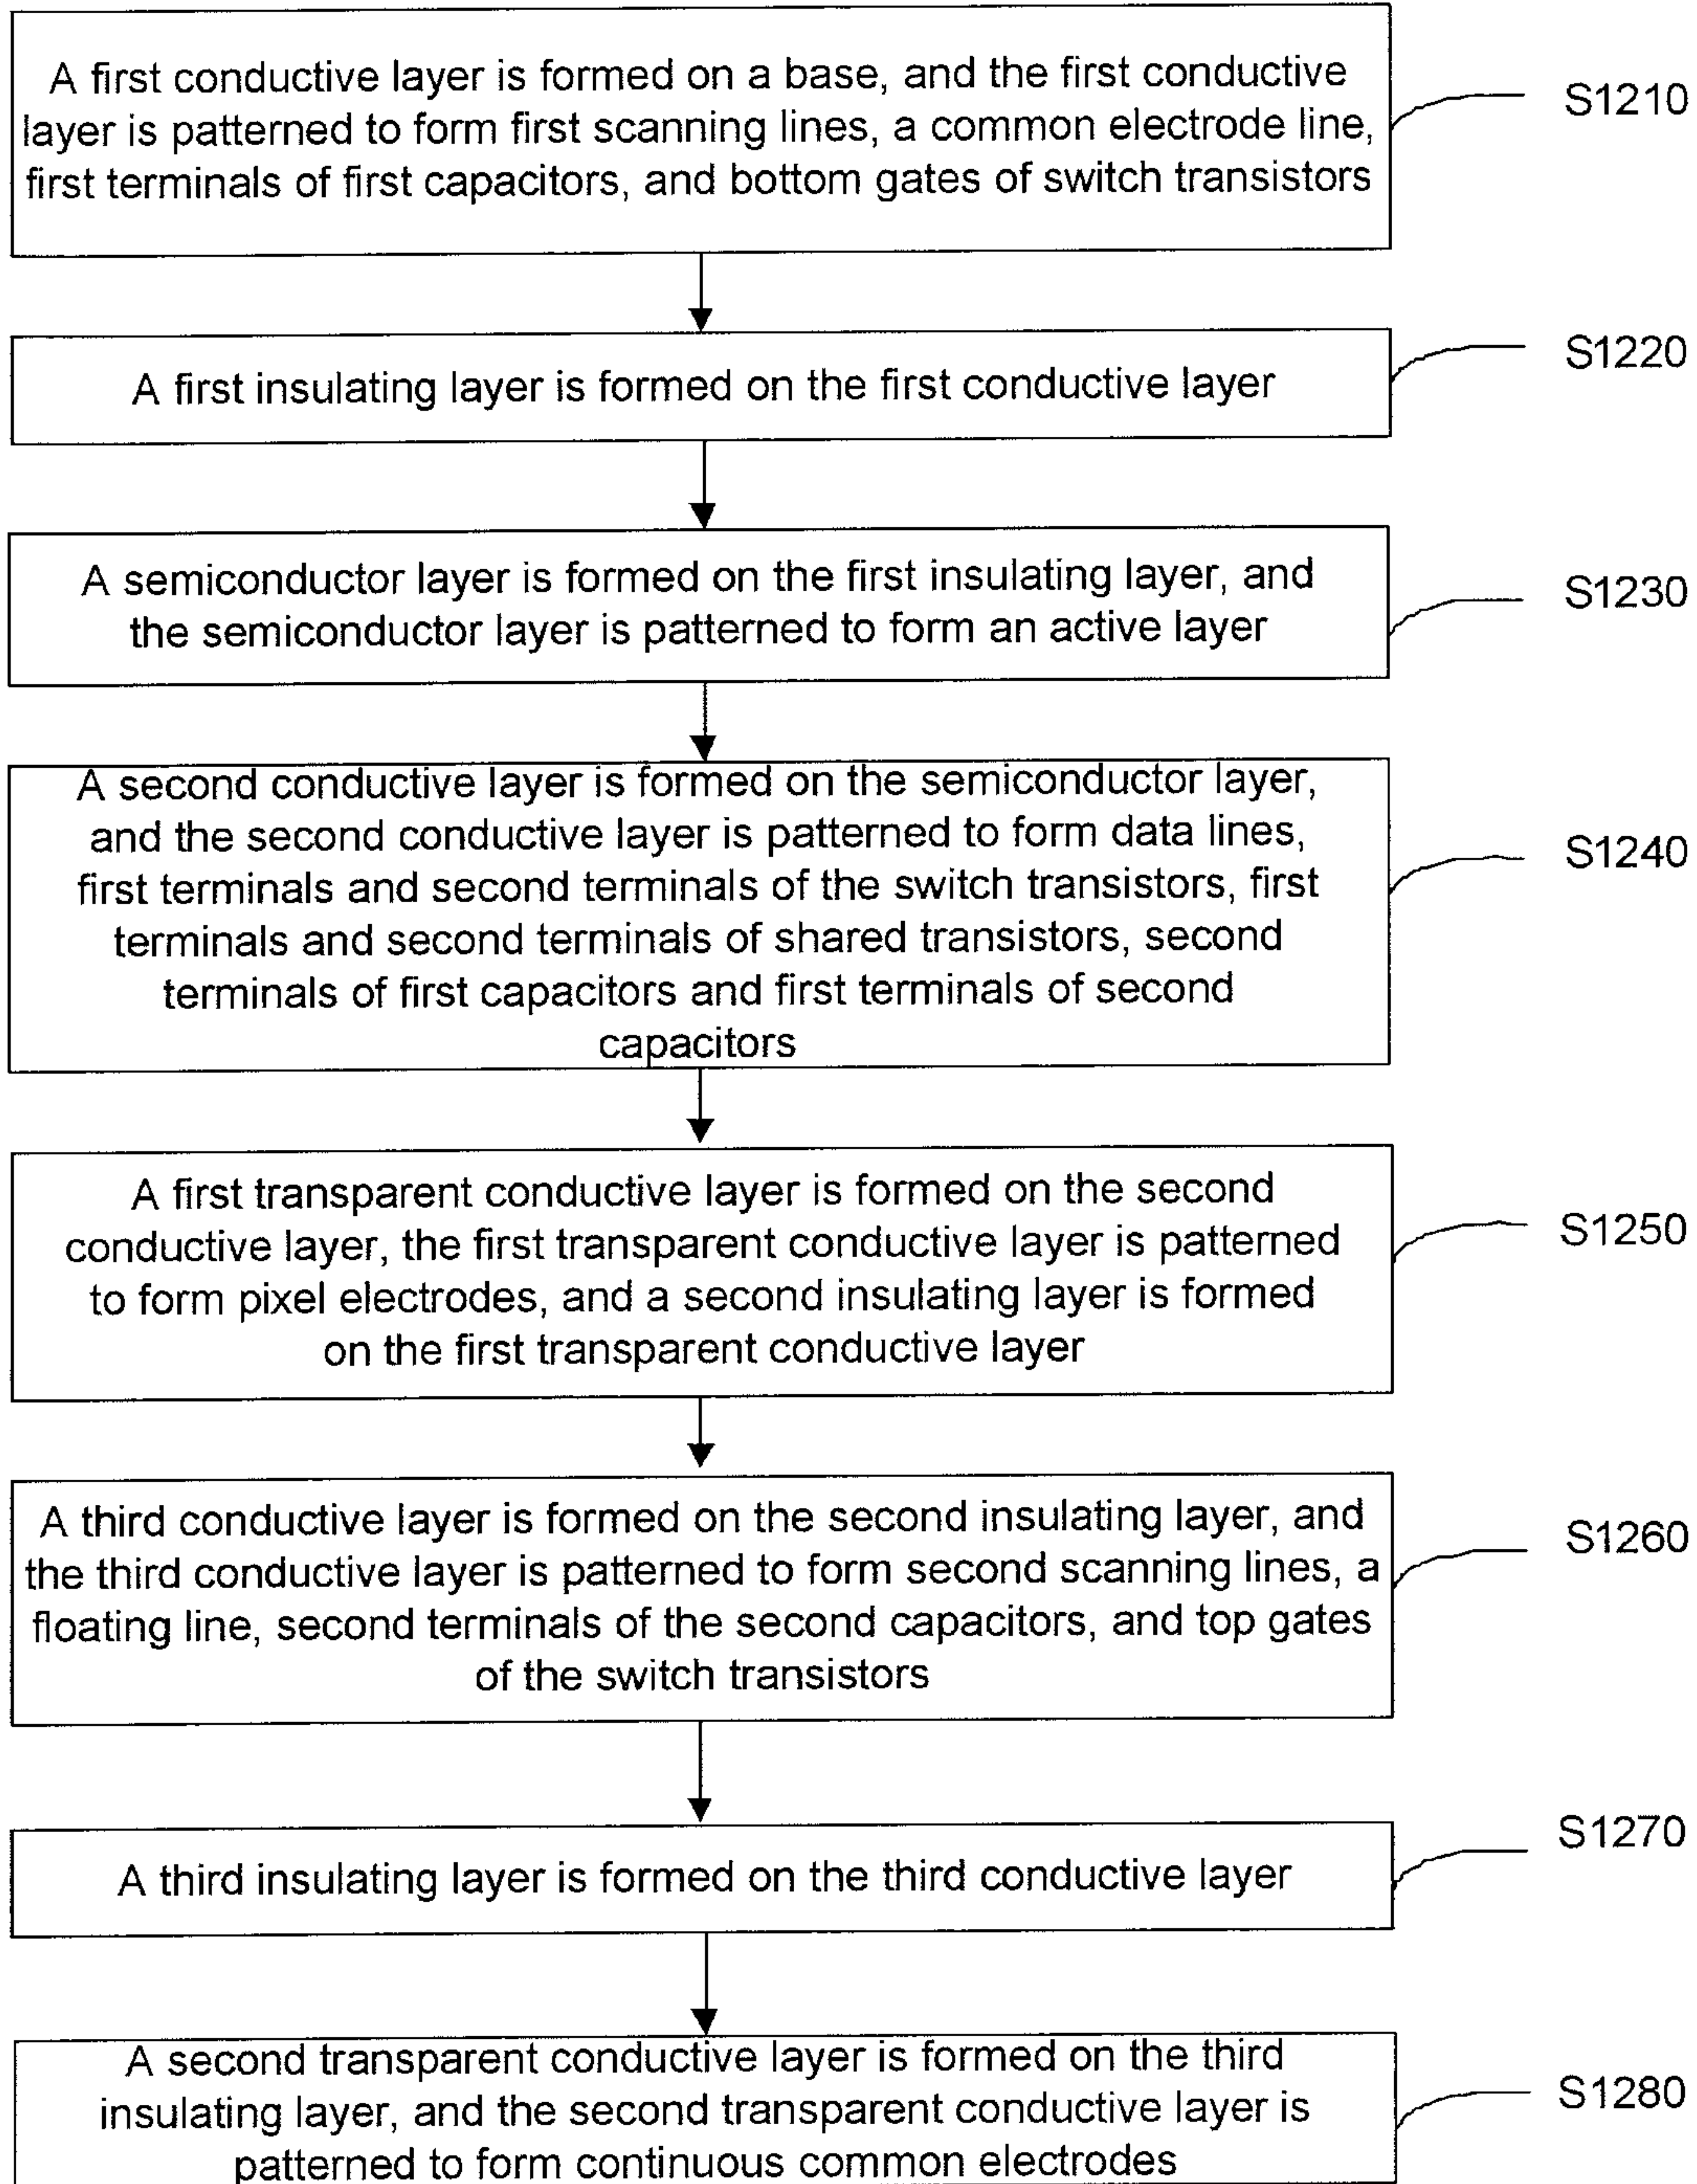 A first conductive layer is formed on a base, and the first conductive
layer is patterned to form first scanning lines, a common electrode line,
first terminals of first capacitors, and bottom gates of switch transistors
S1210
A first insulating layer is formed on the first conductive layer
S1220
A semiconductor layer is formed on the first insulating layer, and
the semiconductor layer is patterned to form an active layer
S1230
A second conductive layer is formed on the semiconductor layer,
and the second conductive layer is patterned to form data lines,
first terminals and second terminals of the switch transistors, first
terminals and second terminals of shared transistors, second
terminals of first capacitors and first terminals of second
capacitors
S1240
A first transparent conductive layer is formed on the second
conductive layer, the first transparent conductive layer is patterned
to form pixel electrodes, and a second insulating layer is formed
on the first transparent conductive layer
S1250
A third conductive layer is formed on the second insulating layer, and
the third conductive layer is patterned to form second scanning lines, a
floating line, second terminals of the second capacitors, and top gates
of the switch transistors
S1260
A third insulating layer is formed on the third conductive layer
S1270
A second transparent conductive layer is formed on the third
insulating layer, and the second transparent conductive layer is
patterned to form continuous common electrodes
S1280